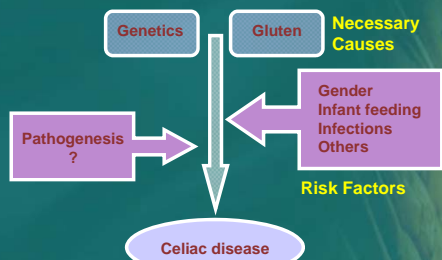 Genetics
Gluten
Necessary
Causes
Gender
Infant feeding
Infections
Others
Pathogenesis
?
Risk Factors
Celiac disease